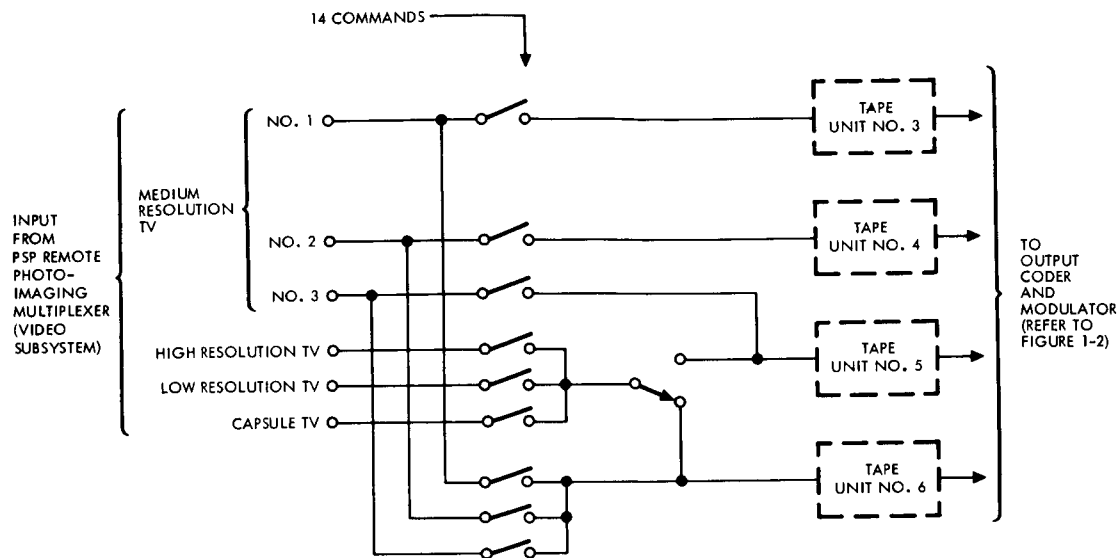 14 COMMANDS
INPUT
FROM
PSP REMOTE
PHOTO-
IMAGING
MULTIPLEXER
(VIDEO
SUBSYSTEM)
MEDIUM
RESOLUTION
TV
NO. 1
NO. 2
NO. 3
HIGH RESOLUTION TV
LOW RESOLUTION TV
CAPSULE TV
TAPE
UNIT NO. 3
TAPE
UNIT NO. 4
TAPE
UNIT NO. 5
TAPE
UNIT NO. 6
TO
OUTPUT
CODER
AND
MODULATOR
(REFER TO
FIGURE 1-2)